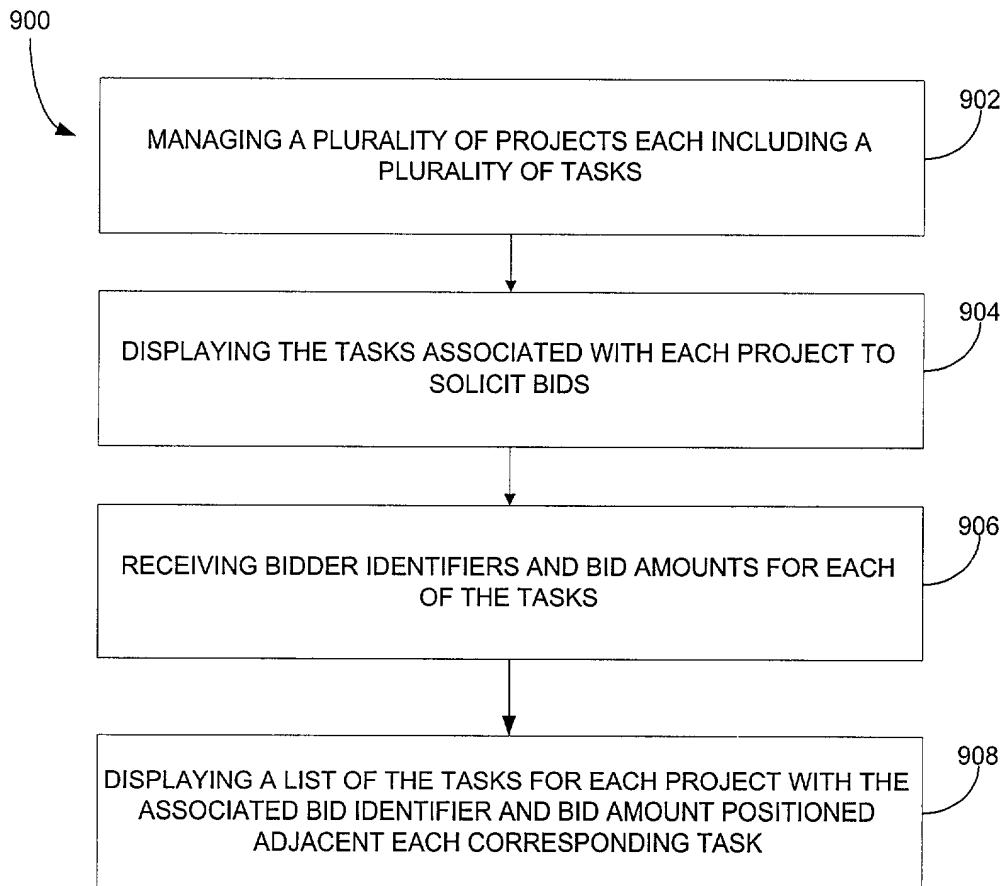 900
902
MANAGING A PLURALITY OF PROJECTS EACH INCLUDING A
PLURALITY OF TASKS
904
DISPLAYING THE TASKS ASSOCIATED WITH EACH PROJECT TO
SOLICIT BIDS
906
RECEIVING BIDDER IDENTIFIERS AND BID AMOUNTS FOR EACH
OF THE TASKS
908
DISPLAYING A LIST OF THE TASKS FOR EACH PROJECT WITH THE
ASSOCIATED BID IDENTIFIER AND BID AMOUNT POSITIONED
ADJACENT EACH CORRESPONDING TASK